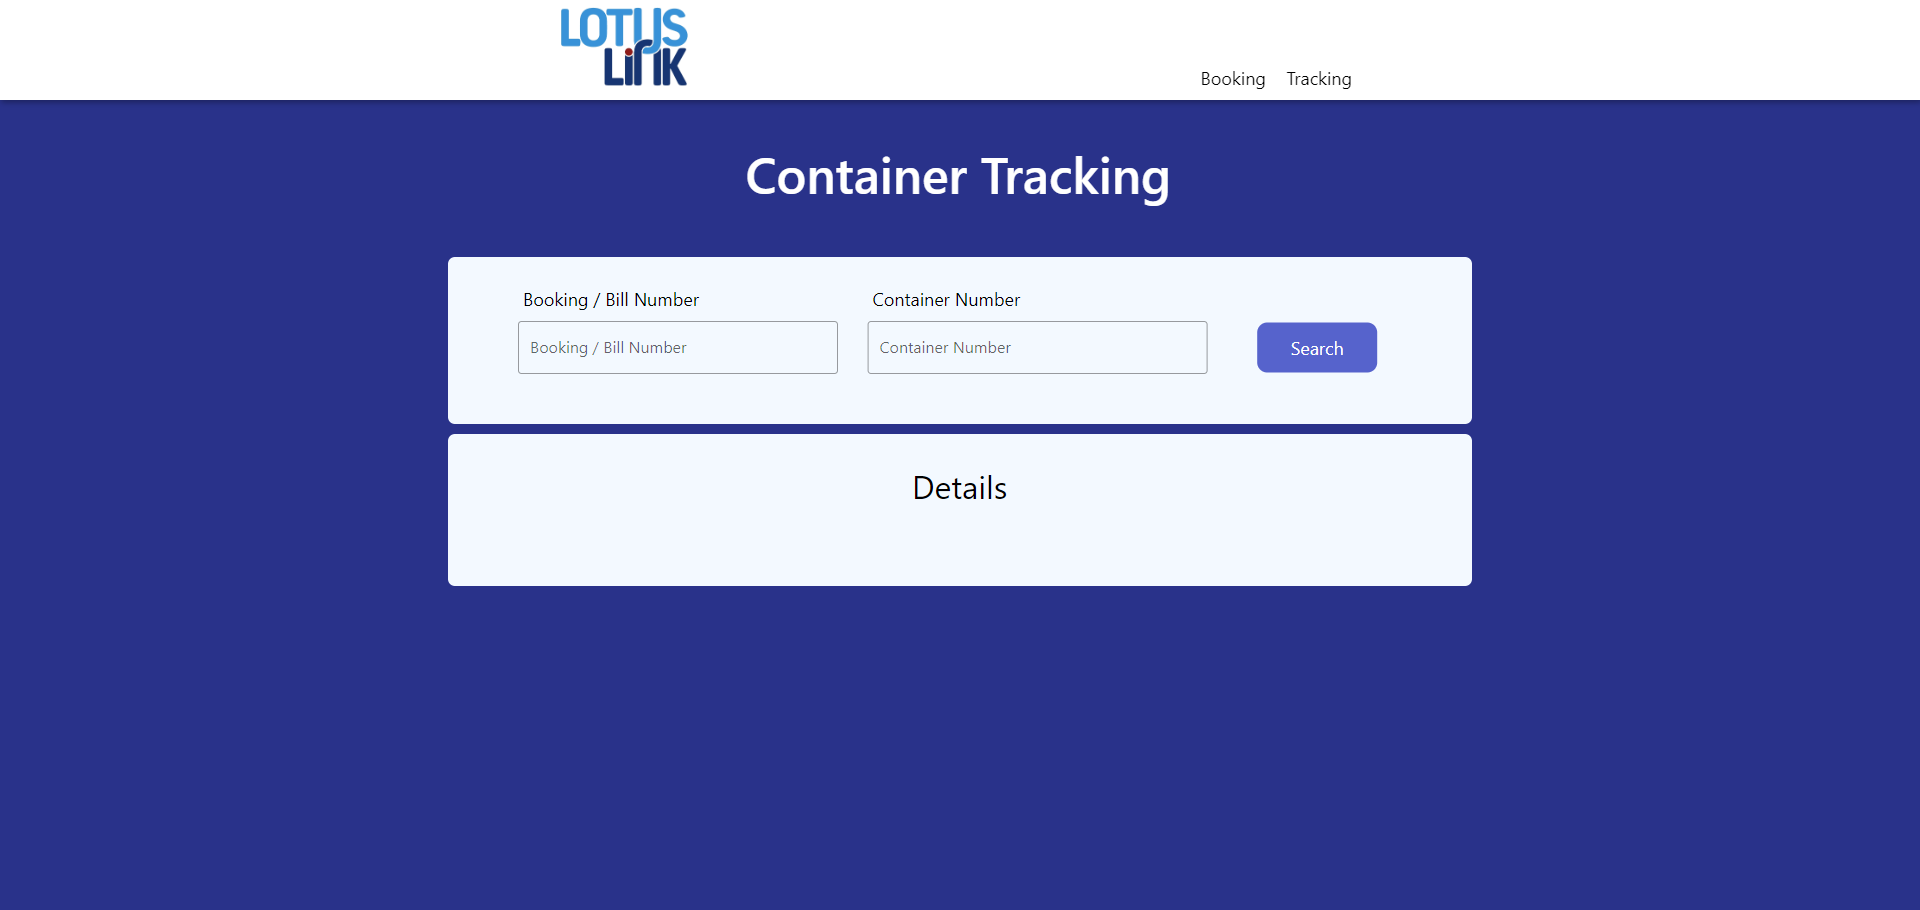 LOTUS
Link
Booking Tracking
Container Tracking
Booking / Bill Number Container Number
Booking / Bill Number Container Number Search
Details